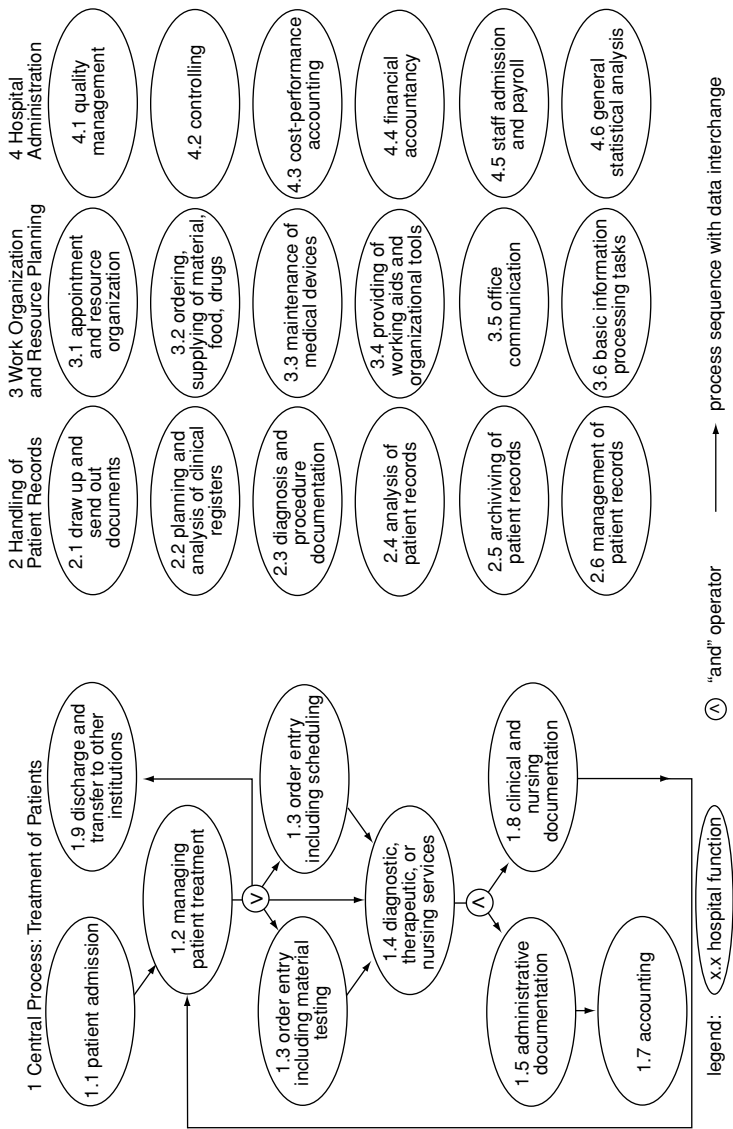 1 Central Process: Treatment of Patients
1.1 patient admission
1.9 discharge and
transfer to other
institutions
1.2 managing
patient treatment
V
1.3 order entry
including material
testing
1.3 order entry
including scheduling
1.4 diagnostic,
therapeutic, or
nursing services
Λ
1.5 administrative
documentation
1.8 clinical and
nursing
documentation
1.7 accounting
2 Handling of
Patient Records
2.1 draw up and
send out
documents
2.2 planning and
analysis of clinical
registers
2.3 diagnosis and
procedure
documentation
2.4 analysis of
patient records
2.5 archiviving of
patient records
2.6 management of
patient records
3 Work Organization
and Resource Planning
3.1 appointment
and resource
organization
3.2 ordering,
supplying of material,
food, drugs
3.3 maintenance of
medical devices
3.4 providing of
working aids and
organizational tools
3.5 office
communication
3.6 basic information
processing tasks
4 Hospital
Administration
4.1 quality
management
4.2 controlling
4.3 cost-performance
accounting
4.4 financial
accountancy
4.5 staff admission
and payroll
4.6 general
statistical analysis
legend: x.x hospital function Λ "and" operator process sequence with data interchange